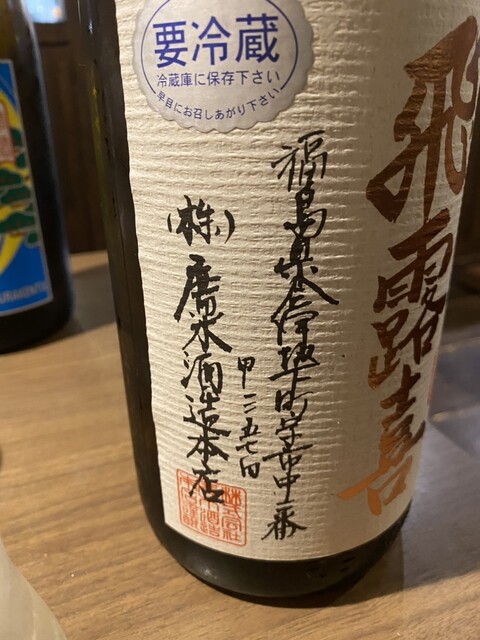 要冷蔵
冷蔵庫に保存下さい
早目にお召しあがり下さい
飛露喜
福島県会津坂下町字市中二番
甲三五七四
(株)廣木酒造本店